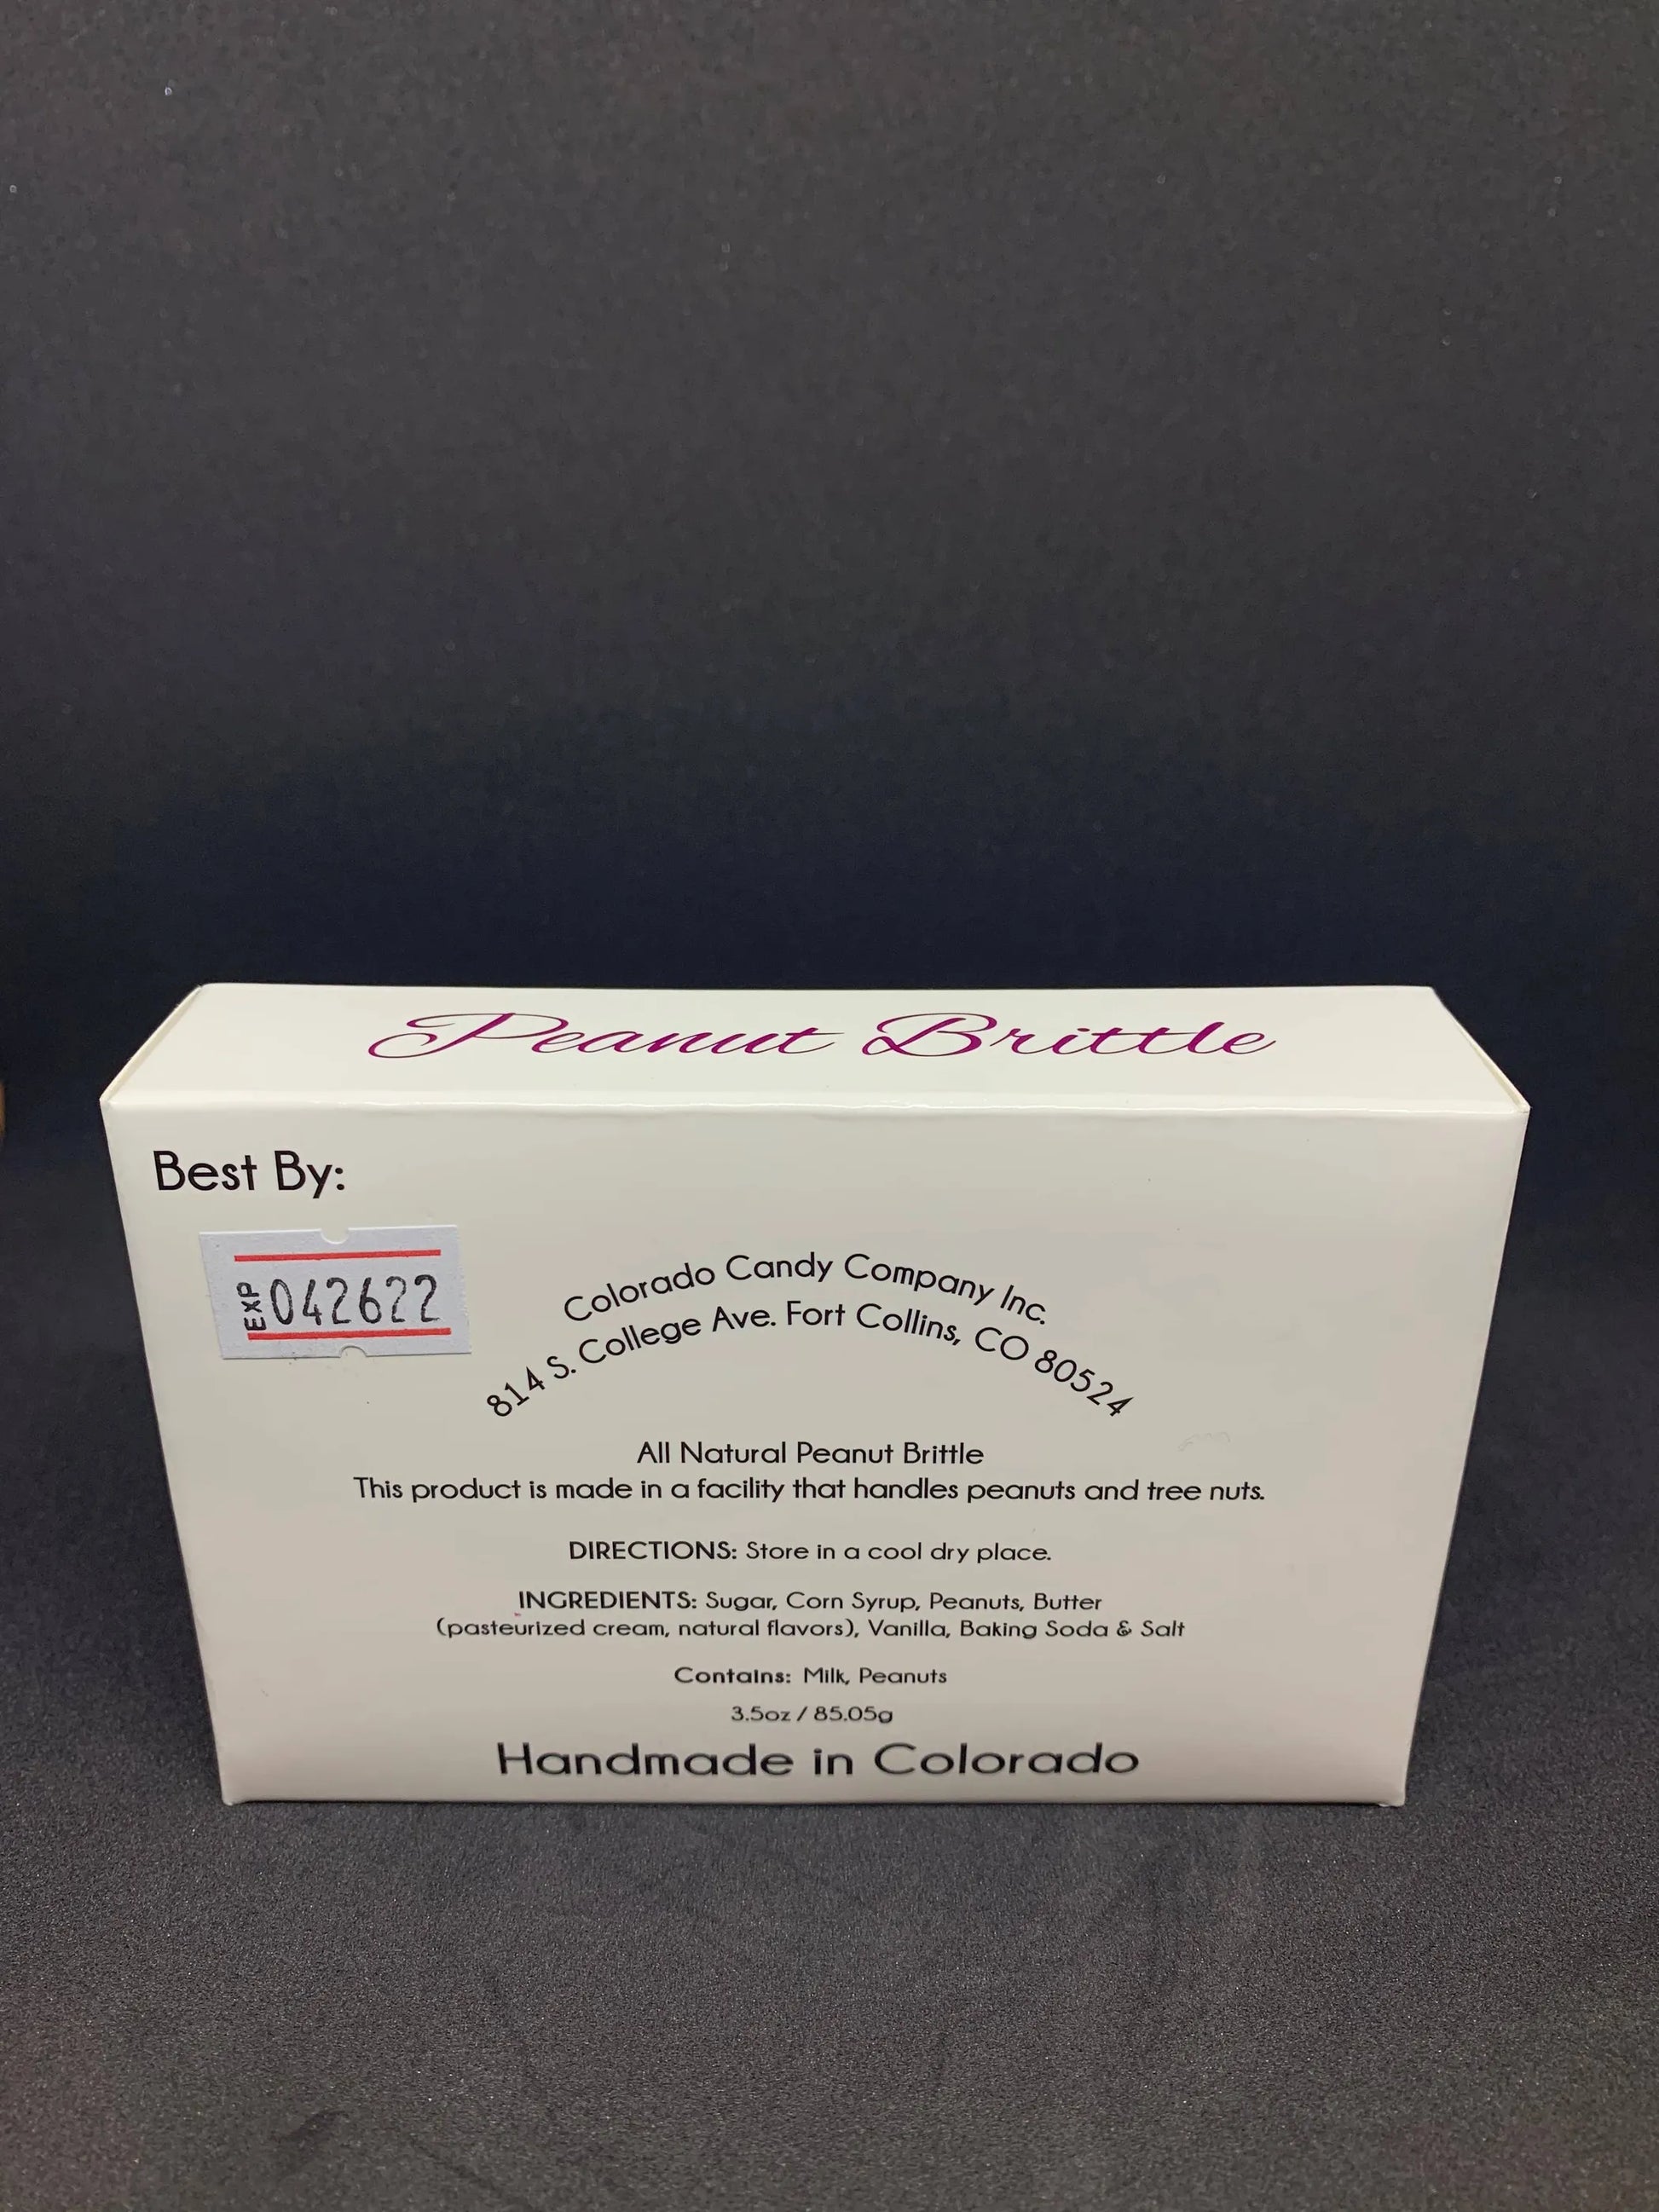 Peanut Brittle
Best By:
EXP 042622
Colorado Candy Company Inc.
814 S. College Ave. Fort Collins, CO 80524
All Natural Peanut Brittle
This product is made in a facility that handles peanuts and tree nuts.
DIRECTIONS: Store in a cool dry place.
INGREDIENTS: Sugar, Corn Syrup, Peanuts, Butter
(pasteurized cream, natural flavors), Vanilla, Baking Soda & Salt
Contains: Milk, Peanuts
3.5oz / 85.05g
Handmade in Colorado